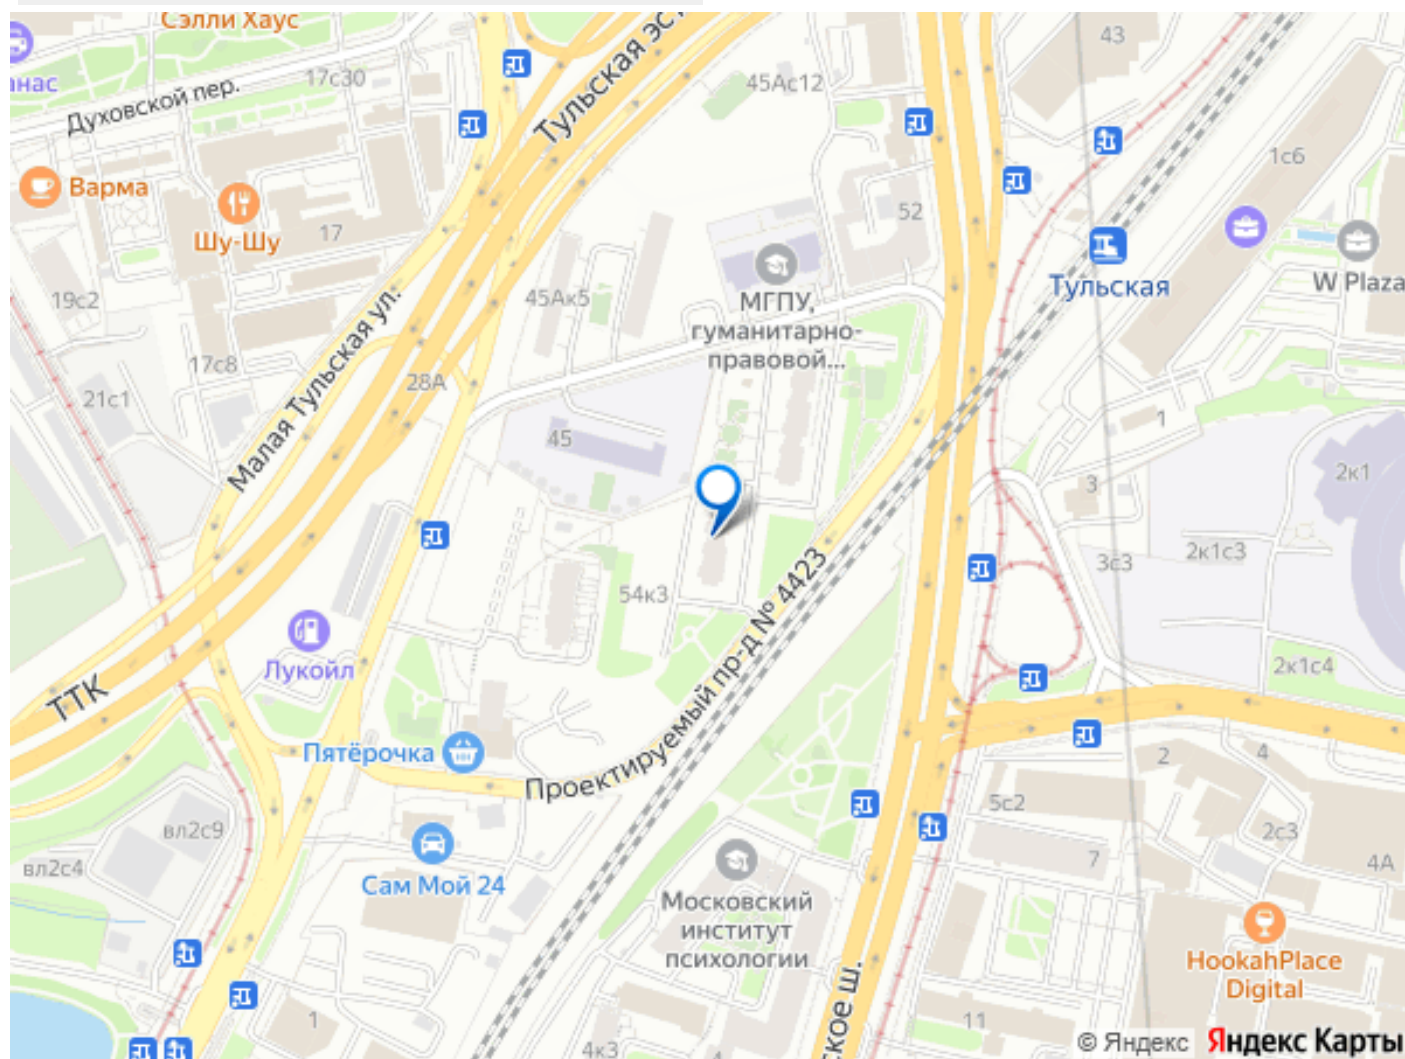 Сэлли Хаус
43
анас
17с30
Тульская эст
45Ас12
Духовской пер.
1с6
Варма
52
Шу-Шу
17
Тульская
W Plaza
45Ак5
19с2
МГПУ,
гуманитарно-
правовой...
Малая Тульская ул.
17с8
28А
21с1
1
45
2к1
3
2к1с3
3с3
54к3
Проектируемый пр-д № 4423
Лукойл
2к1с4
ТТК
Пятёрочка
2
4
5с2
вл2с9
2с3
7
4А
вл2с4
Сам Мой 24
Московский
институт
психологии
HookahPlace
Digital
ское ш.
1
11
4к3
© Яндекс Яндекс Карты